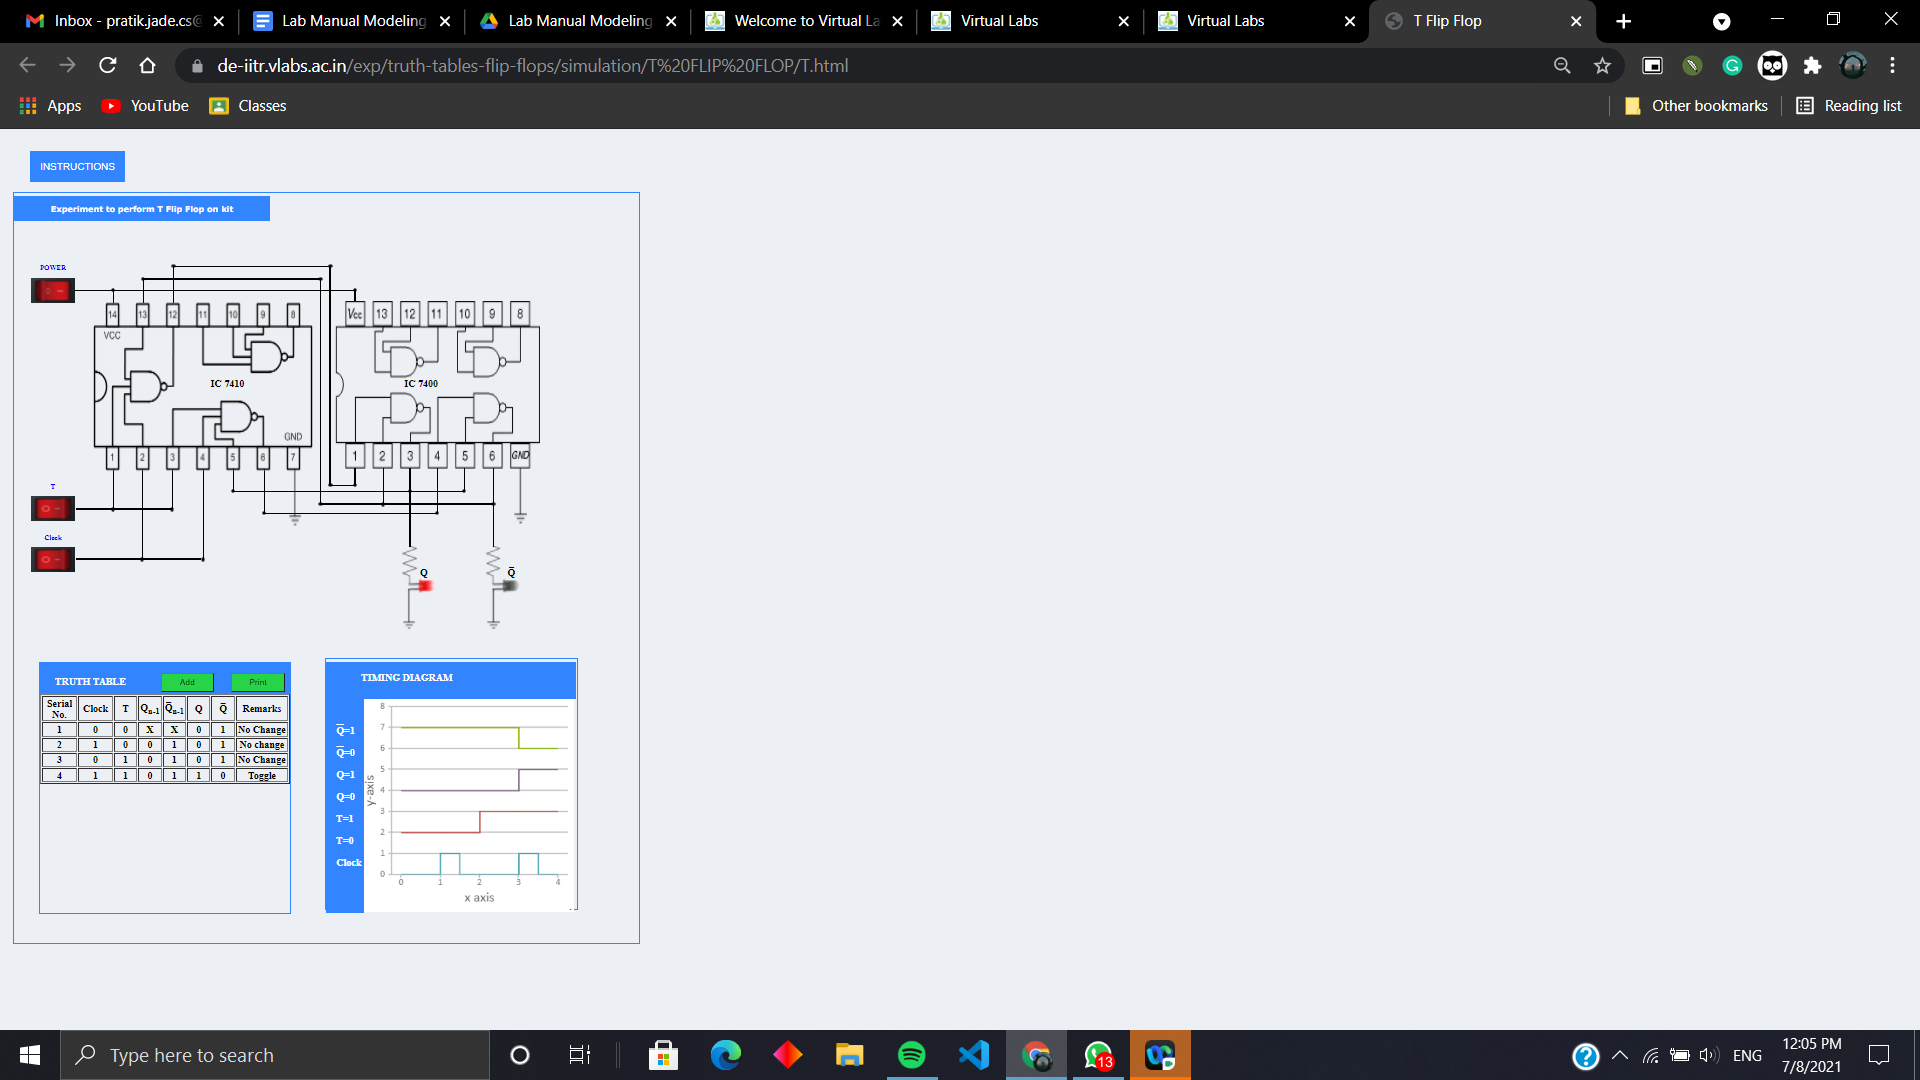 Inbox - pratik.jade.cs@
Lab Manual Modeling
Lab Manual Modeling
Welcome to Virtual La
Virtual Labs
Virtual Labs
T Flip Flop
de-iitr.vlabs.ac.in/exp/truth-tables-flip-flops/simulation/T%20FLIP%20FLOP/T.html
Apps
YouTube
Classes
Other bookmarks
Reading list
INSTRUCTIONS
Experiment to perform T Flip Flop on kit
POWER
14 13 12 11 10 9 8
Vcc 13 12 11 10 9 8
VCC
IC 7410
IC 7400
GND
1 2 3 4 5 6 7
1 2 3 4 5 6 GND
T
Clock
Q
Q̅
TRUTH TABLE
Add
Print
Serial No. Clock T Qn-1 Q̅n-1 Q Q̅ Remarks
1 0 0 X X 0 1 No Change
2 1 0 0 1 0 1 No change
3 0 1 0 1 0 1 No Change
4 1 1 0 1 1 0 Toggle
TIMING DIAGRAM
Q̅=1
Q̅=0
Q=1
Q=0
T=1
T=0
Clock
8
7
6
5
4
3
2
1
0
y-axis
0 1 2 3 4
x axis
Type here to search
13
ENG
12:05 PM
7/8/2021